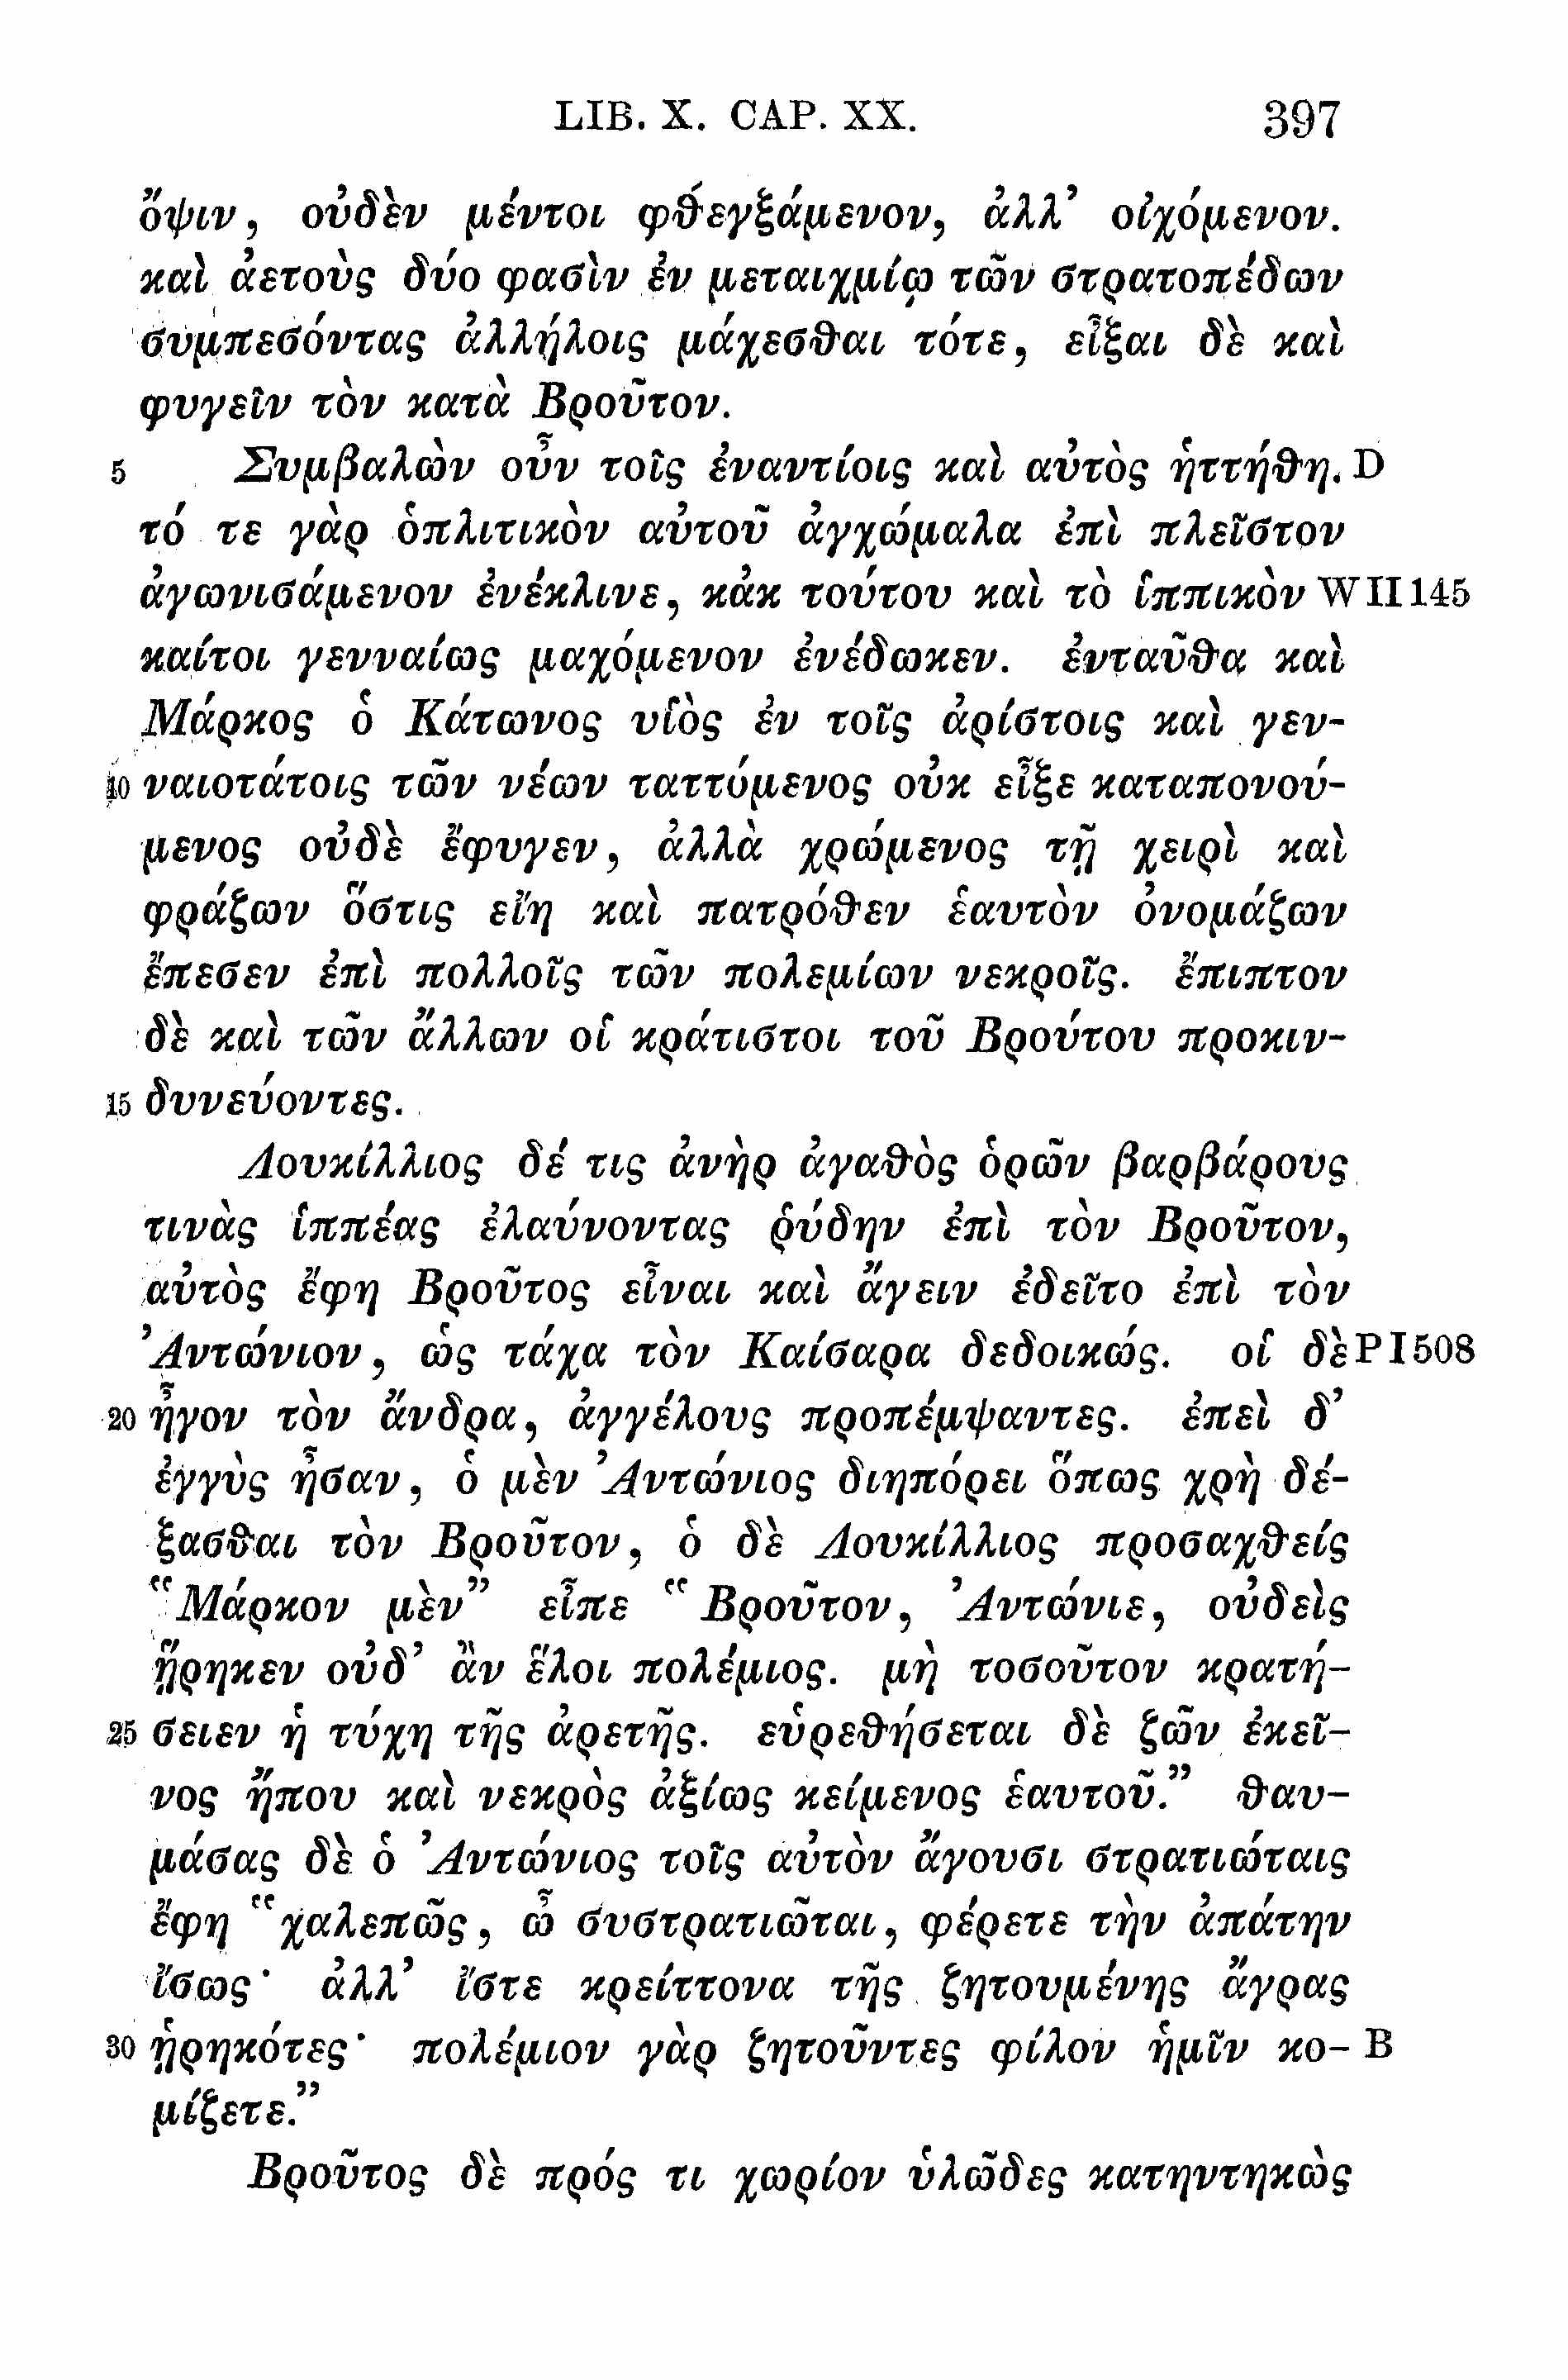 LIB. X. CAP. XX. 397
ὄψιν, οὐδὲν μέντοι φθεγξάμενον, ἀλλ’ οἰχόμενον.
καὶ ἀετοὺς δύο φασὶν ἐν μεταιχμίῳ τῶν στρατοπέδων
συμπεσόντας ἀλλήλοις μάχεσθαι τότε, εἶξαι δὲ καὶ
φυγεῖν τὸν κατὰ Βροῦτον.
5 Συμβαλὼν οὖν τοῖς ἐναντίοις καὶ αὐτὸς ἡττήθη. D
τό τε γὰρ ὁπλιτικὸν αὐτοῦ ἀγχώμαλα ἐπὶ πλεῖστον
ἀγωνισάμενον ἐνέκλινε, κἀκ τούτου καὶ τὸ ἱππικὸν W II 145
καίτοι γενναίως μαχόμενον ἐνέδωκεν. ἐνταῦθα καὶ
Μάρκος ὁ Κάτωνος υἱὸς ἐν τοῖς ἀρίστοις καὶ γεν-
10 ναιοτάτοις τῶν νέων ταττόμενος οὐκ εἶξε καταπονού-
μενος οὐδὲ ἔφυγεν, ἀλλὰ χρώμενος τῇ χειρὶ καὶ
φράζων ὅστις εἴη καὶ πατρόθεν ἑαυτὸν ὀνομάζων
ἔπεσεν ἐπὶ πολλοῖς τῶν πολεμίων νεκροῖς. ἔπιπτον
δὲ καὶ τῶν ἄλλων οἱ κράτιστοι τοῦ Βρούτου προκιν-
15 δυνεύοντες.
Λουκίλλιος δέ τις ἀνὴρ ἀγαθὸς ὁρῶν βαρβάρους
τινὰς ἱππέας ἐλαύνοντας ῥύδην ἐπὶ τὸν Βροῦτον,
αὐτὸς ἔφη Βροῦτος εἶναι καὶ ἄγειν ἐδεῖτο ἐπὶ τὸν
Ἀντώνιον, ὡς τάχα τὸν Καίσαρα δεδοικώς. οἱ δὲ P I 508
20 ἦγον τὸν ἄνδρα, ἀγγέλους προπέμψαντες. ἐπεὶ δ’
ἐγγὺς ἦσαν, ὁ μὲν Ἀντώνιος διηπόρει ὅπως χρὴ δέ-
ξασθαι τὸν Βροῦτον, ὁ δὲ Λουκίλλιος προσαχθείς
“Μάρκον μὲν” εἶπε “Βροῦτον, Ἀντώνιε, οὐδεὶς
ᾕρηκεν οὐδ’ ἂν ἕλοι πολέμιος. μὴ τοσοῦτον κρατή-
25 σειεν ἡ τύχη τῆς ἀρετῆς. εὑρεθήσεται δὲ ζῶν ἐκεῖ-
νος ἤπου καὶ νεκρὸς ἀξίως κείμενος ἑαυτοῦ.” θαυ-
μάσας δὲ ὁ Ἀντώνιος τοῖς αὐτὸν ἄγουσι στρατιώταις
ἔφη “χαλεπῶς, ὦ συστρατιῶται, φέρετε τὴν ἀπάτην
ἴσως· ἀλλ’ ἴστε κρείττονα τῆς ζητουμένης ἄγρας
30 ᾑρηκότες· πολέμιον γὰρ ζητοῦντες φίλον ἡμῖν κο- B
μίζετε.”
Βροῦτος δὲ πρός τι χωρίον ὑλῶδες κατηντηκὼς